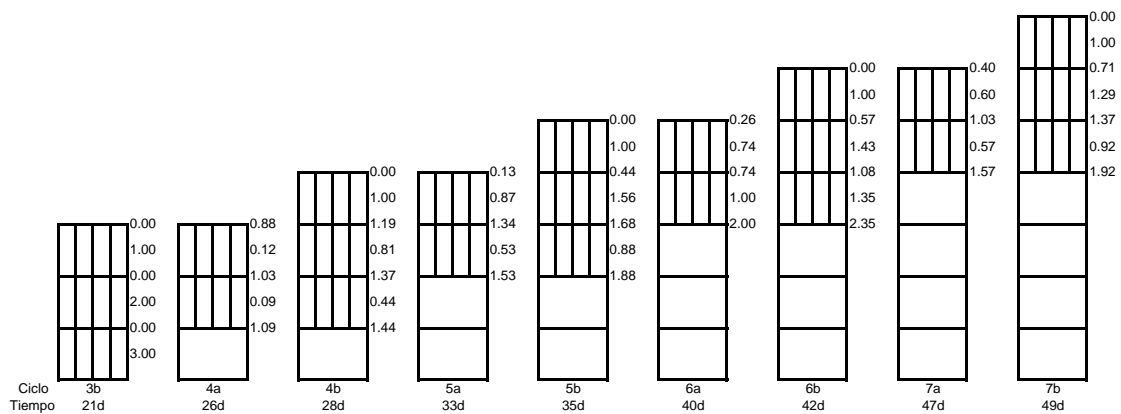 0.00
1.00
0.00 0.40 0.71
1.00 0.60 1.29
0.00 0.26 0.57 1.03 1.37
1.00 0.74 1.43 0.57 0.92
0.00 0.13 0.44 0.74 1.08 1.57 1.92
1.00 0.87 1.56 1.00 1.35
0.00 0.88 1.19 1.34 1.68 2.00 2.35
1.00 0.12 0.81 0.53 0.88
0.00 1.03 1.37 1.53 1.88
2.00 0.09 0.44
0.00 1.09 1.44
3.00
Ciclo 3b 4a 4b 5a 5b 6a 6b 7a 7b
Tiempo 21d 26d 28d 33d 35d 40d 42d 47d 49d